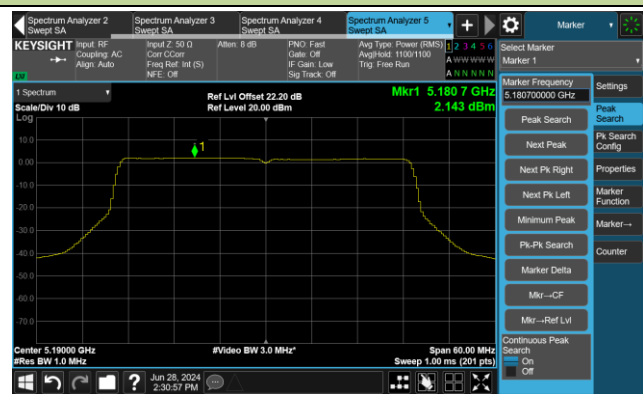 Spectrum Analyzer 2
Swept SA
Spectrum Analyzer 3
Swept SA
Spectrum Analyzer 4
Swept SA
Spectrum Analyzer 5
Swept SA
Marker
KEYSIGHT
Input: RF
Coupling: AC
Align: Auto
Input Z: 50 Ω
Corr CCorr
Freq Ref: Int (S)
NFE: Off
Atten: 8 dB
PNO: Fast
Gate: Off
IF Gain: Low
Sig Track: Off
Avg Type: Power (RMS)
Avg|Hold: 1100/1100
Trig: Free Run
1 2 3 4 5 6
A W W W W W
A N N N N N
LW
Select Marker
Marker 1
1 Spectrum
Scale/Div 10 dB
Log
Ref Lvl Offset 22.20 dB
Ref Level 20.00 dBm
Mkr1 5.180 7 GHz
2.143 dBm
1
10.0
0.00
-10.0
-20.0
-30.0
-40.0
-50.0
-60.0
-70.0
Center 5.19000 GHz
#Res BW 1.0 MHz
#Video BW 3.0 MHz*
Span 60.00 MHz
Sweep 1.00 ms (201 pts)
Marker Frequency
5.180700000 GHz
Peak Search
Next Peak
Next Pk Right
Next Pk Left
Minimum Peak
Pk-Pk Search
Marker Delta
Mkr→CF
Mkr→Ref Lvl
Continuous Peak
Search
On
Off
Settings
Peak
Search
Pk Search
Config
Properties
Marker
Function
Marker→
Counter
Jun 28, 2024
2:30:57 PM